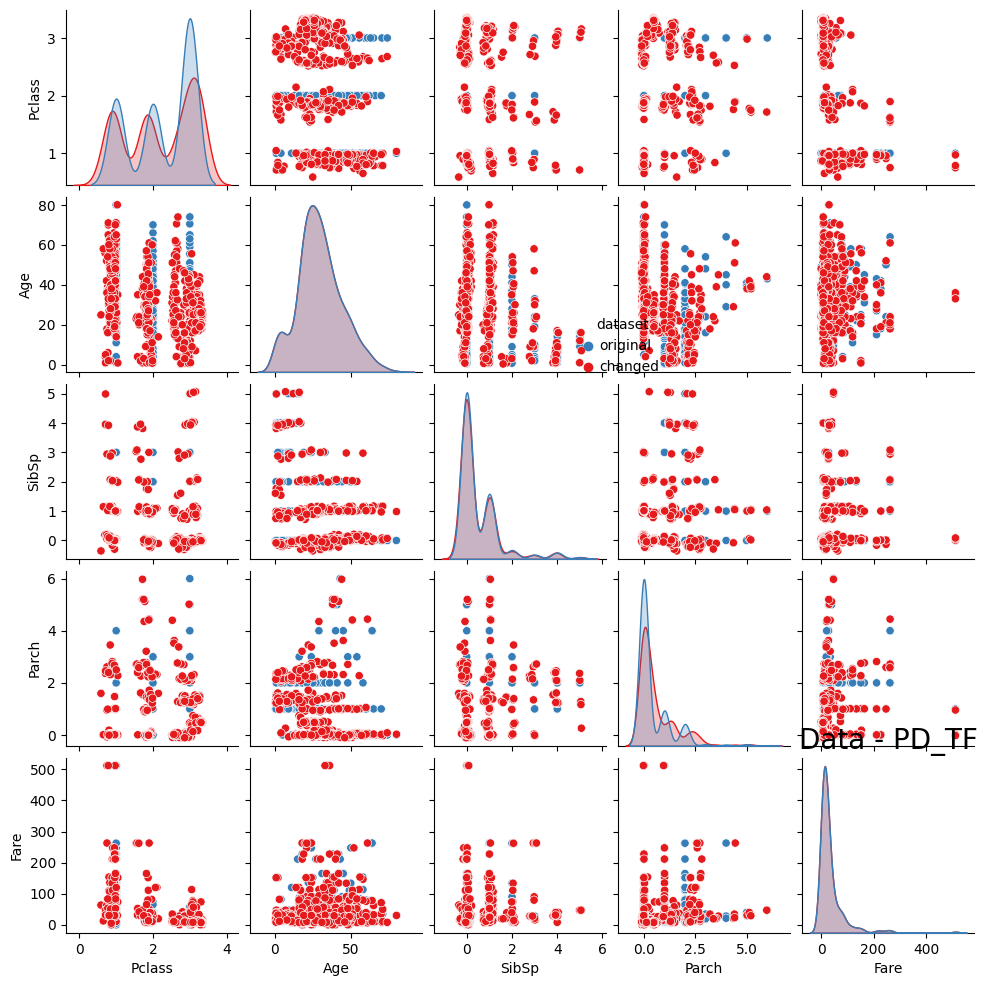 Pclass
3
2
1
Age
80
60
40
20
0
dataset
original
changed
SibSp
5
4
3
2
1
0
Parch
6
4
2
0
Data - PD_TF
Fare
500
400
300
200
100
0
0 2 4
0 50
0 2 4 6
0.0 2.5 5.0
0 200 400
Pclass Age SibSp Parch Fare